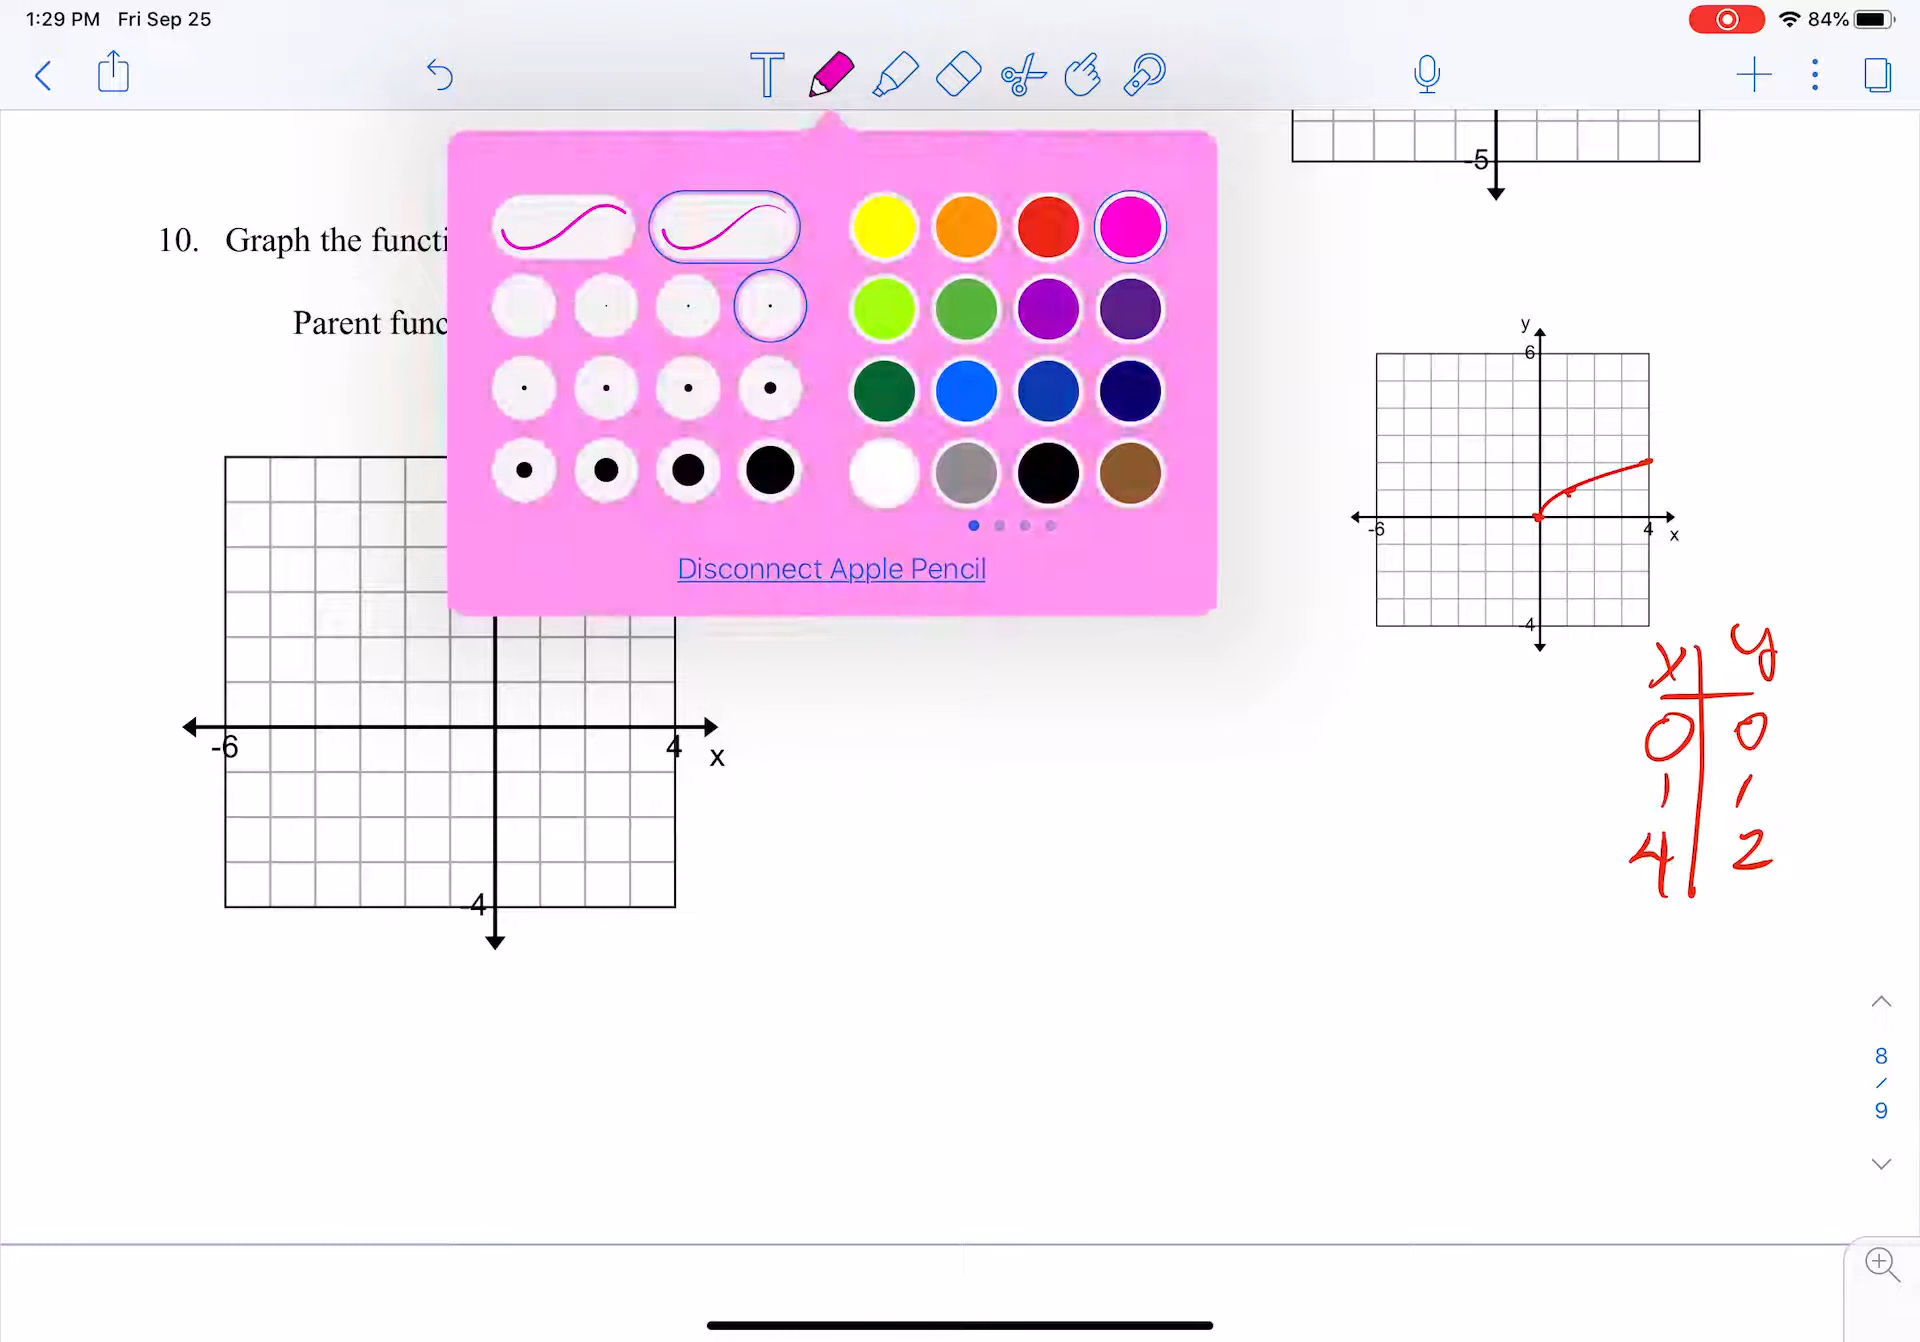 1:29 PM Fri Sep 25
84%
T
-5
10. Graph the functi
Parent func
Disconnect Apple Pencil
y
6
-6
4
x
-4
-6
4
x
-4
x y
0 0
1 1
4 2
8
/
9